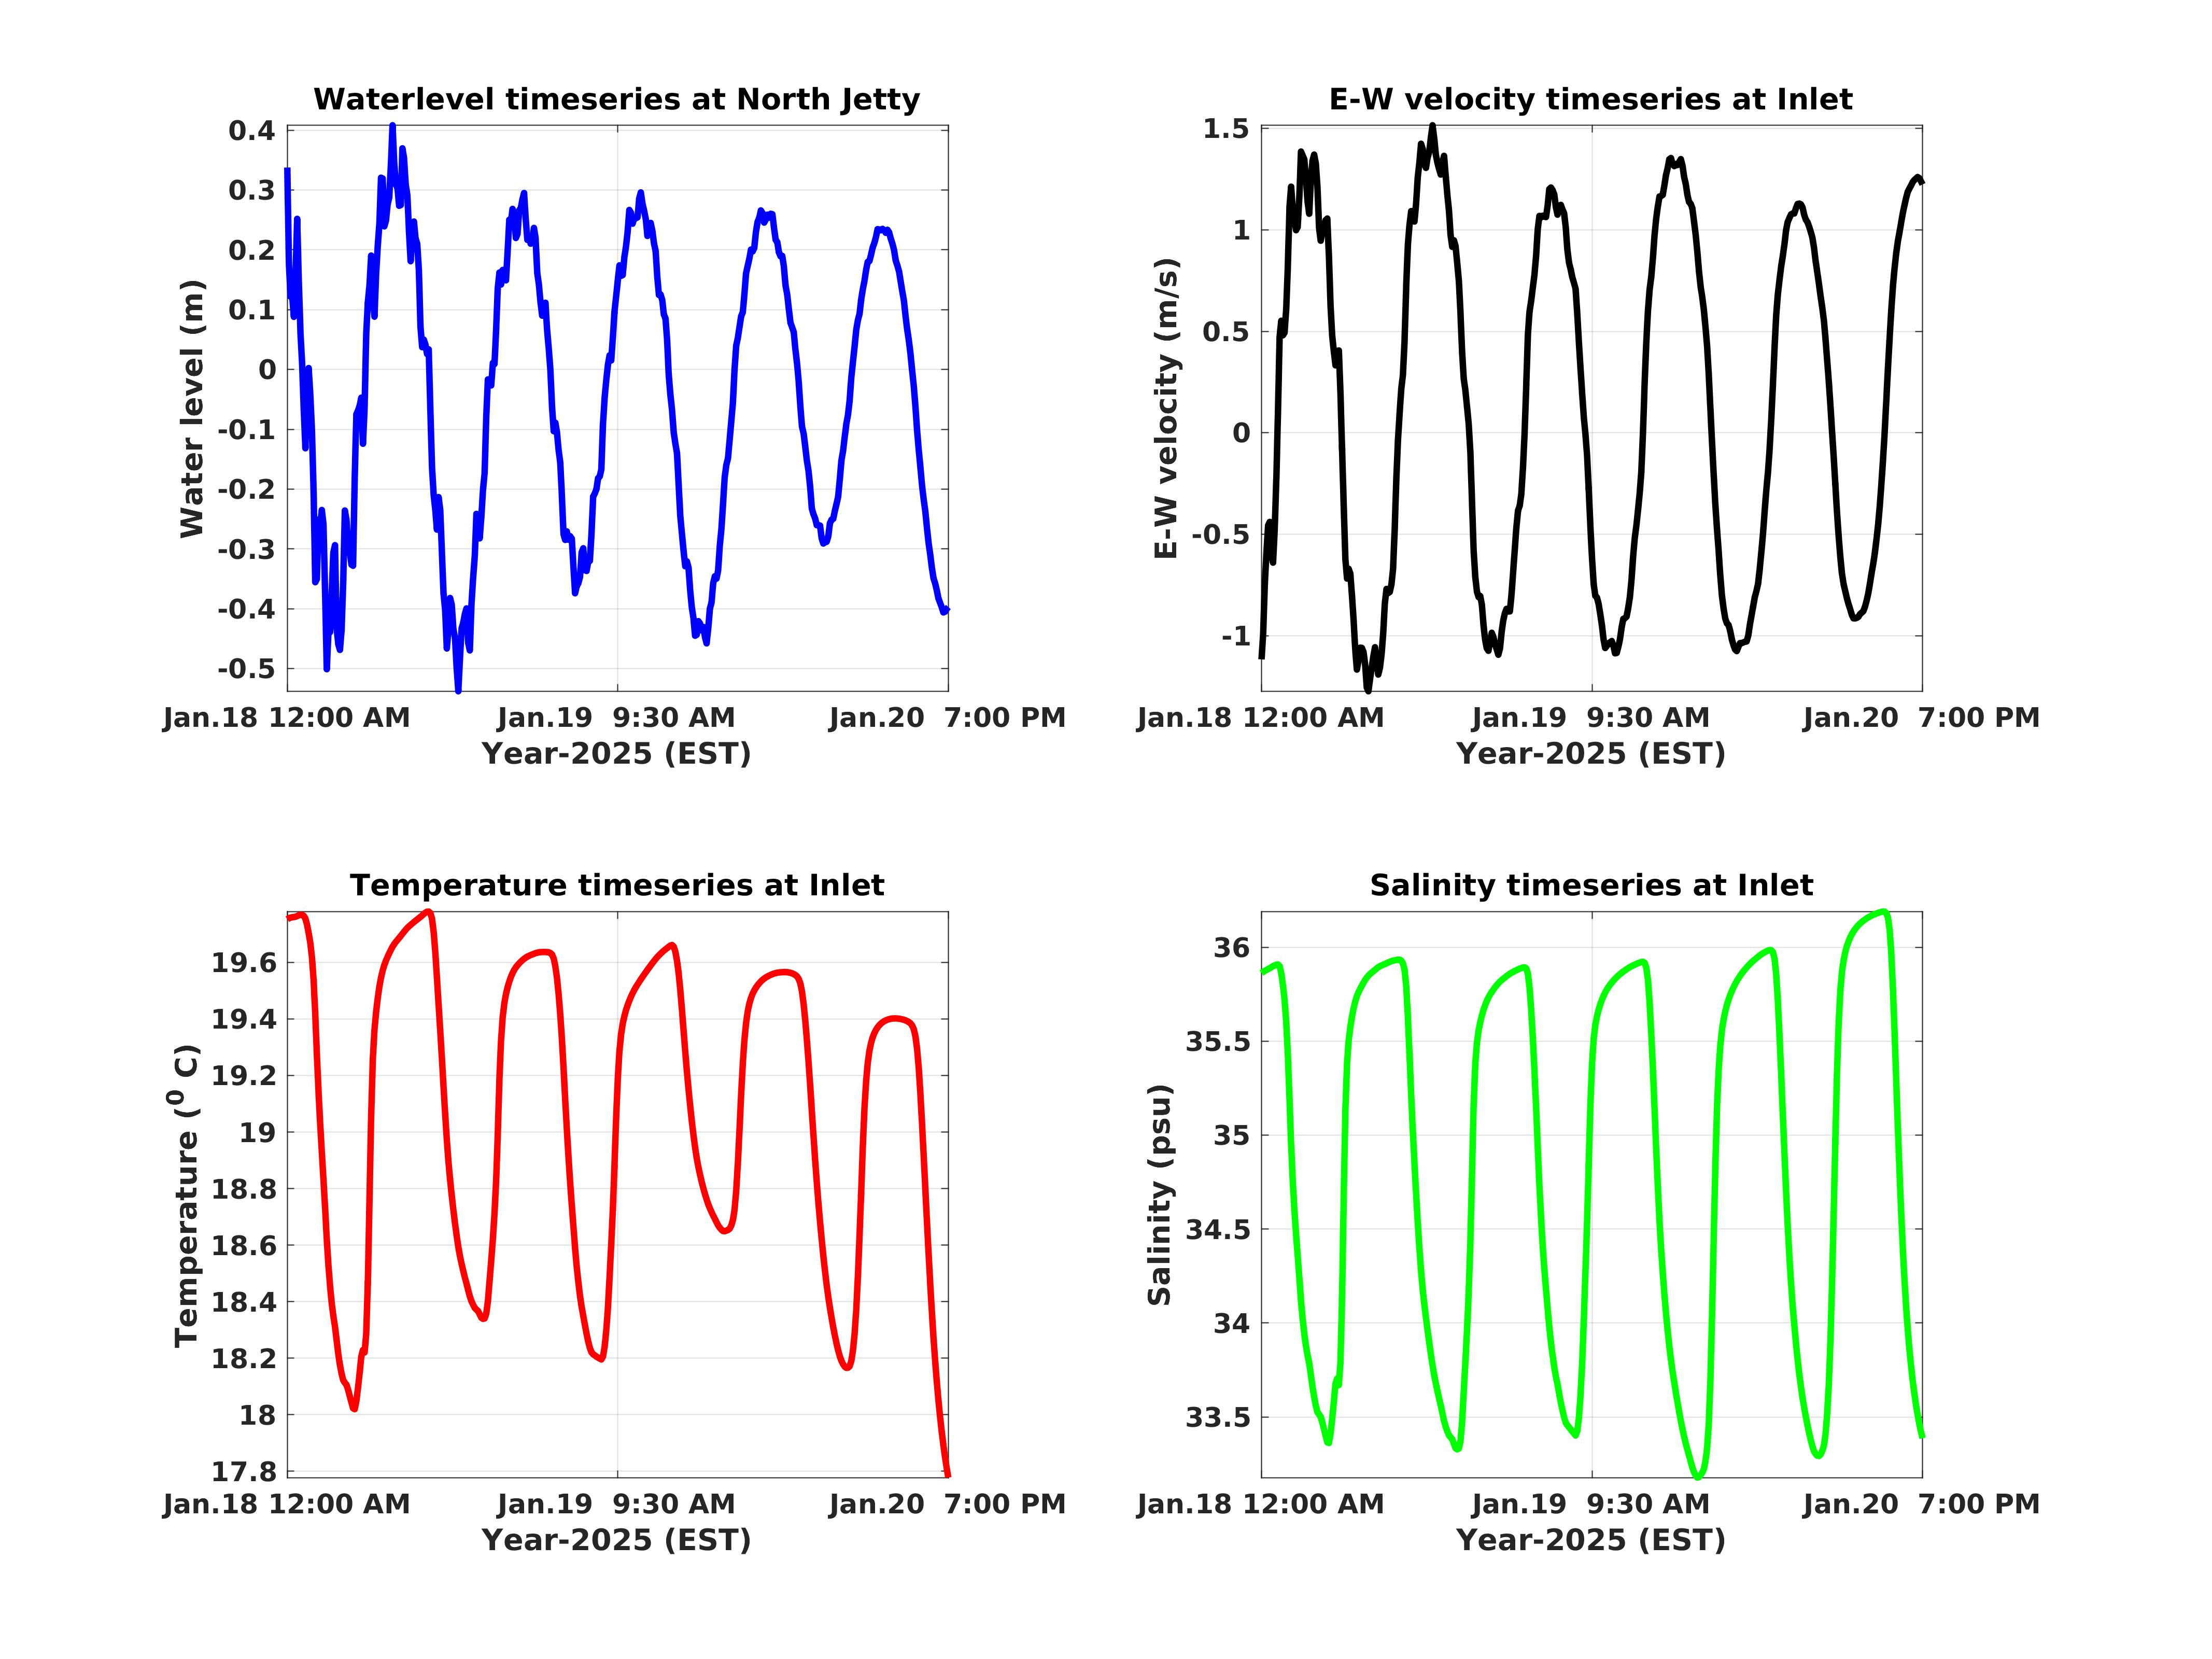 Waterlevel timeseries at North Jetty
0.4
0.3
0.2
0.1
0
-0.1
-0.2
-0.3
-0.4
-0.5
Water level (m)
Jan.18 12:00 AM
Jan.19 9:30 AM
Jan.20 7:00 PM
Year-2025 (EST)
E-W velocity timeseries at Inlet
1.5
1
0.5
0
-0.5
-1
E-W velocity (m/s)
Jan.18 12:00 AM
Jan.19 9:30 AM
Jan.20 7:00 PM
Year-2025 (EST)
Temperature timeseries at Inlet
19.6
19.4
19.2
19
18.8
18.6
18.4
18.2
18
17.8
Temperature (⁰ C)
Jan.18 12:00 AM
Jan.19 9:30 AM
Jan.20 7:00 PM
Year-2025 (EST)
Salinity timeseries at Inlet
36
35.5
35
34.5
34
33.5
Salinity (psu)
Jan.18 12:00 AM
Jan.19 9:30 AM
Jan.20 7:00 PM
Year-2025 (EST)